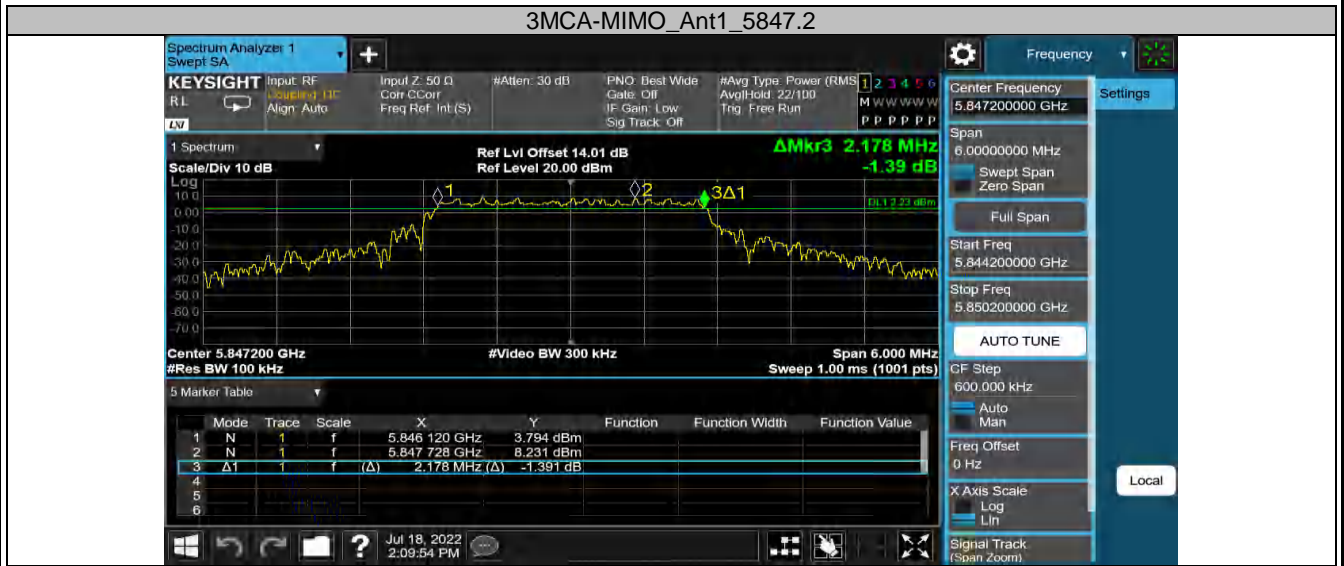 3MCA-MIMO_Ant1_5847.2
Spectrum Analyzer 1
Swept SA
+
Frequency
KEYSIGHT
RL
LXI
Input: RF
Coupling: DC
Align: Auto
Input Z: 50 Ω
Corr CCorr
Freq Ref: Int (S)
#Atten: 30 dB
PNO: Best Wide
Gate: Off
IF Gain: Low
Sig Track: Off
#Avg Type: Power (RMS
Avg|Hold: 22/100
Trig: Free Run
1 2 3 4 5 6
M W W W W W
P P P P P P
1 Spectrum
Scale/Div 10 dB
Ref Lvl Offset 14.01 dB
Ref Level 20.00 dBm
ΔMkr3 2.178 MHz
-1.39 dB
Log
10.0
0.00
-10.0
-20.0
-30.0
-40.0
-50.0
-60.0
-70.0
1
2
3Δ1
DL1 2.23 dBm
Center 5.847200 GHz
#Video BW 300 kHz
Span 6.000 MHz
#Res BW 100 kHz
Sweep 1.00 ms (1001 pts)
5 Marker Table
Mode Trace Scale X Y Function Function Width Function Value
1 N 1 f 5.846 120 GHz 3.794 dBm
2 N 1 f 5.847 728 GHz 8.231 dBm
3 Δ1 1 f (Δ) 2.178 MHz (Δ) -1.391 dB
4
5
6
?
Jul 18, 2022
2:09:54 PM
Center Frequency
5.847200000 GHz
Settings
Span
6.00000000 MHz
Swept Span
Zero Span
Full Span
Start Freq
5.844200000 GHz
Stop Freq
5.850200000 GHz
AUTO TUNE
CF Step
600.000 kHz
Auto
Man
Freq Offset
0 Hz
X Axis Scale
Log
Lin
Signal Track
(Span Zoom)
Local